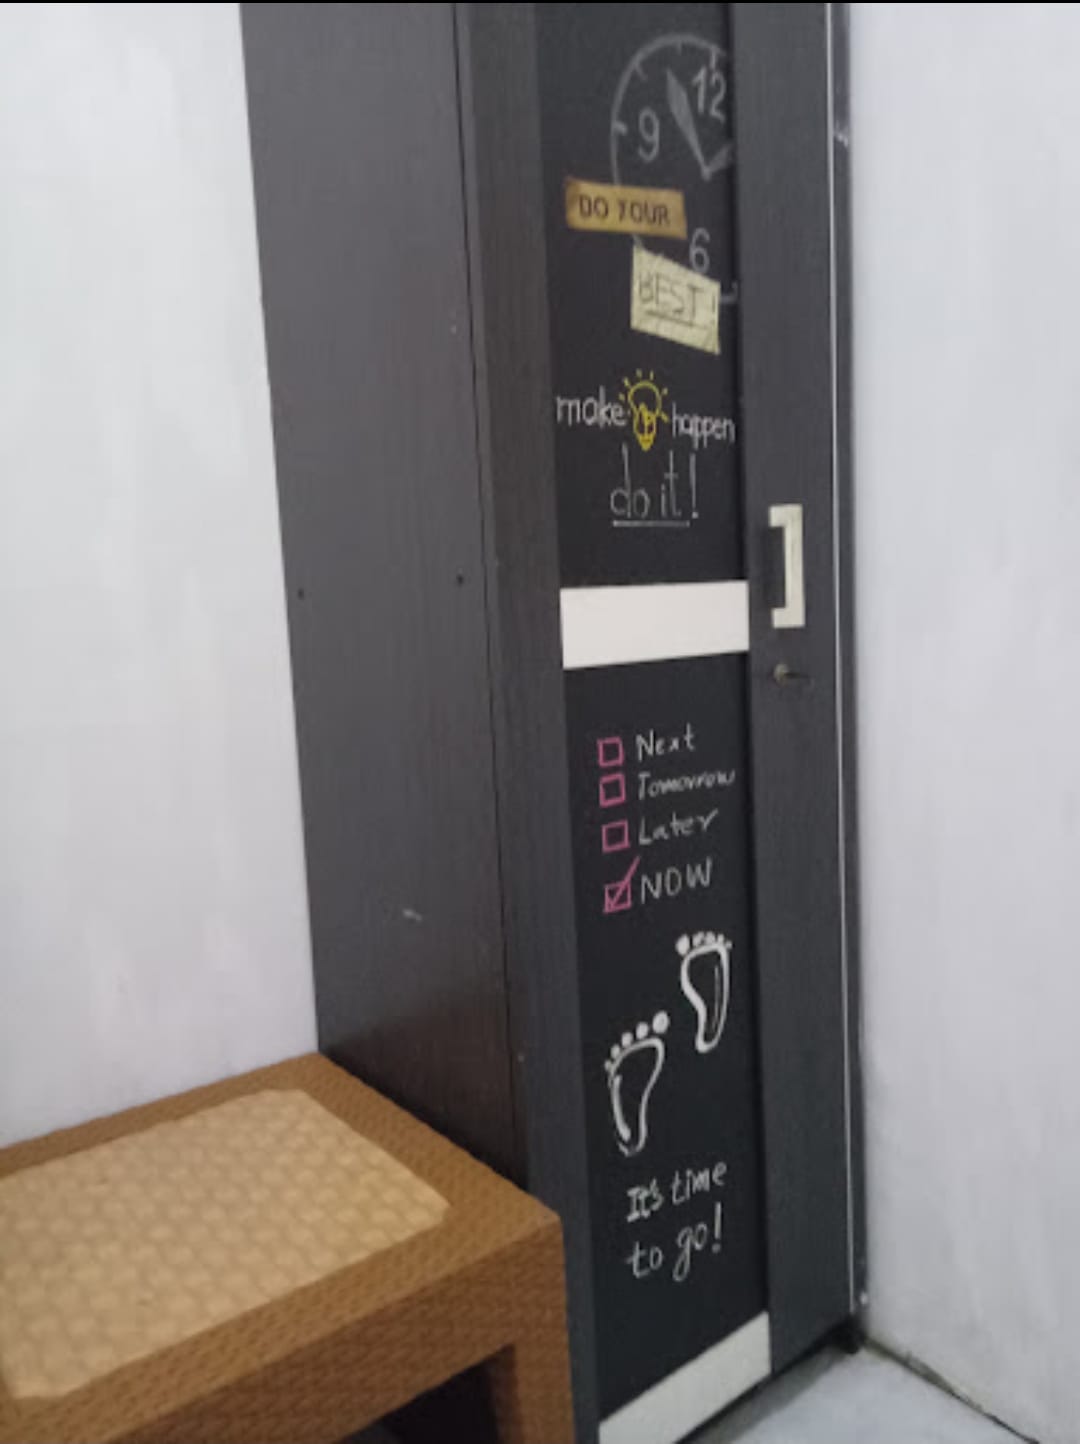 12
9
DO YOUR
6
BEST!
make happen
do it!
Next
Tomorrow
Later
NOW
It's time
to go!